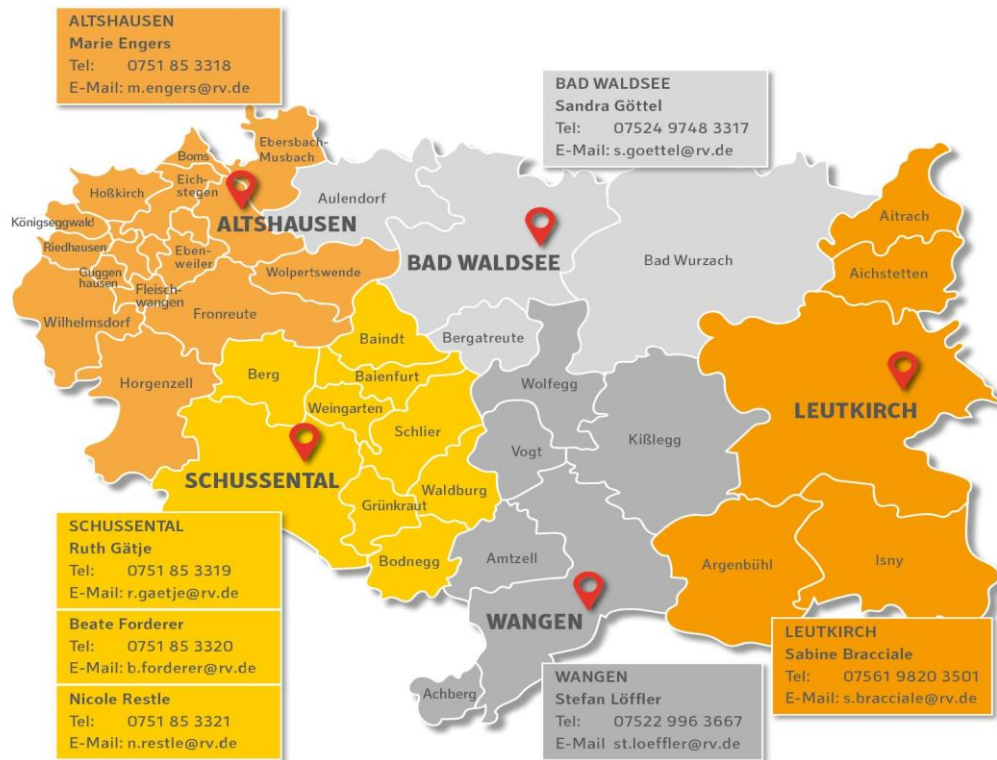 ALTSHAUSEN
Marie Engers
Tel: 0751 85 3318
E-Mail: m.engers@rv.de
BAD WALDSEE
Sandra Göttel
Tel: 07524 9748 3317
E-Mail: s.goettel@rv.de
Ebersbach-
Musbach
Boms
Eich-
stegen
Hoßkirch
Aulendorf
ALTSHAUSEN
Königseggwald
Riedhausen
Eben-
weiler
Guggen
hausen
Fleisch-
wangen
Wolpertswende
Wilhelmsdorf
Fronreute
Horgenzell
BAD WALDSEE
Bad Wurzach
Bergatreute
Aitrach
Aichstetten
Baindt
Berg
Baienfurt
Weingarten
Schlier
SCHUSSENTAL
Waldburg
Grünkraut
Bodnegg
Wolfegg
Vogt
Kißlegg
LEUTKIRCH
Amtzell
Argenbühl
Isny
WANGEN
Achberg
SCHUSSENTAL
Ruth Gätje
Tel: 0751 85 3319
E-Mail: r.gaetje@rv.de
Beate Forderer
Tel: 0751 85 3320
E-Mail: b.forderer@rv.de
Nicole Restle
Tel: 0751 85 3321
E-Mail: n.restle@rv.de
WANGEN
Stefan Löffler
Tel: 07522 996 3667
E-Mail st.loeffler@rv.de
LEUTKIRCH
Sabine Bracciale
Tel: 07561 9820 3501
E-Mail: s.bracciale@rv.de